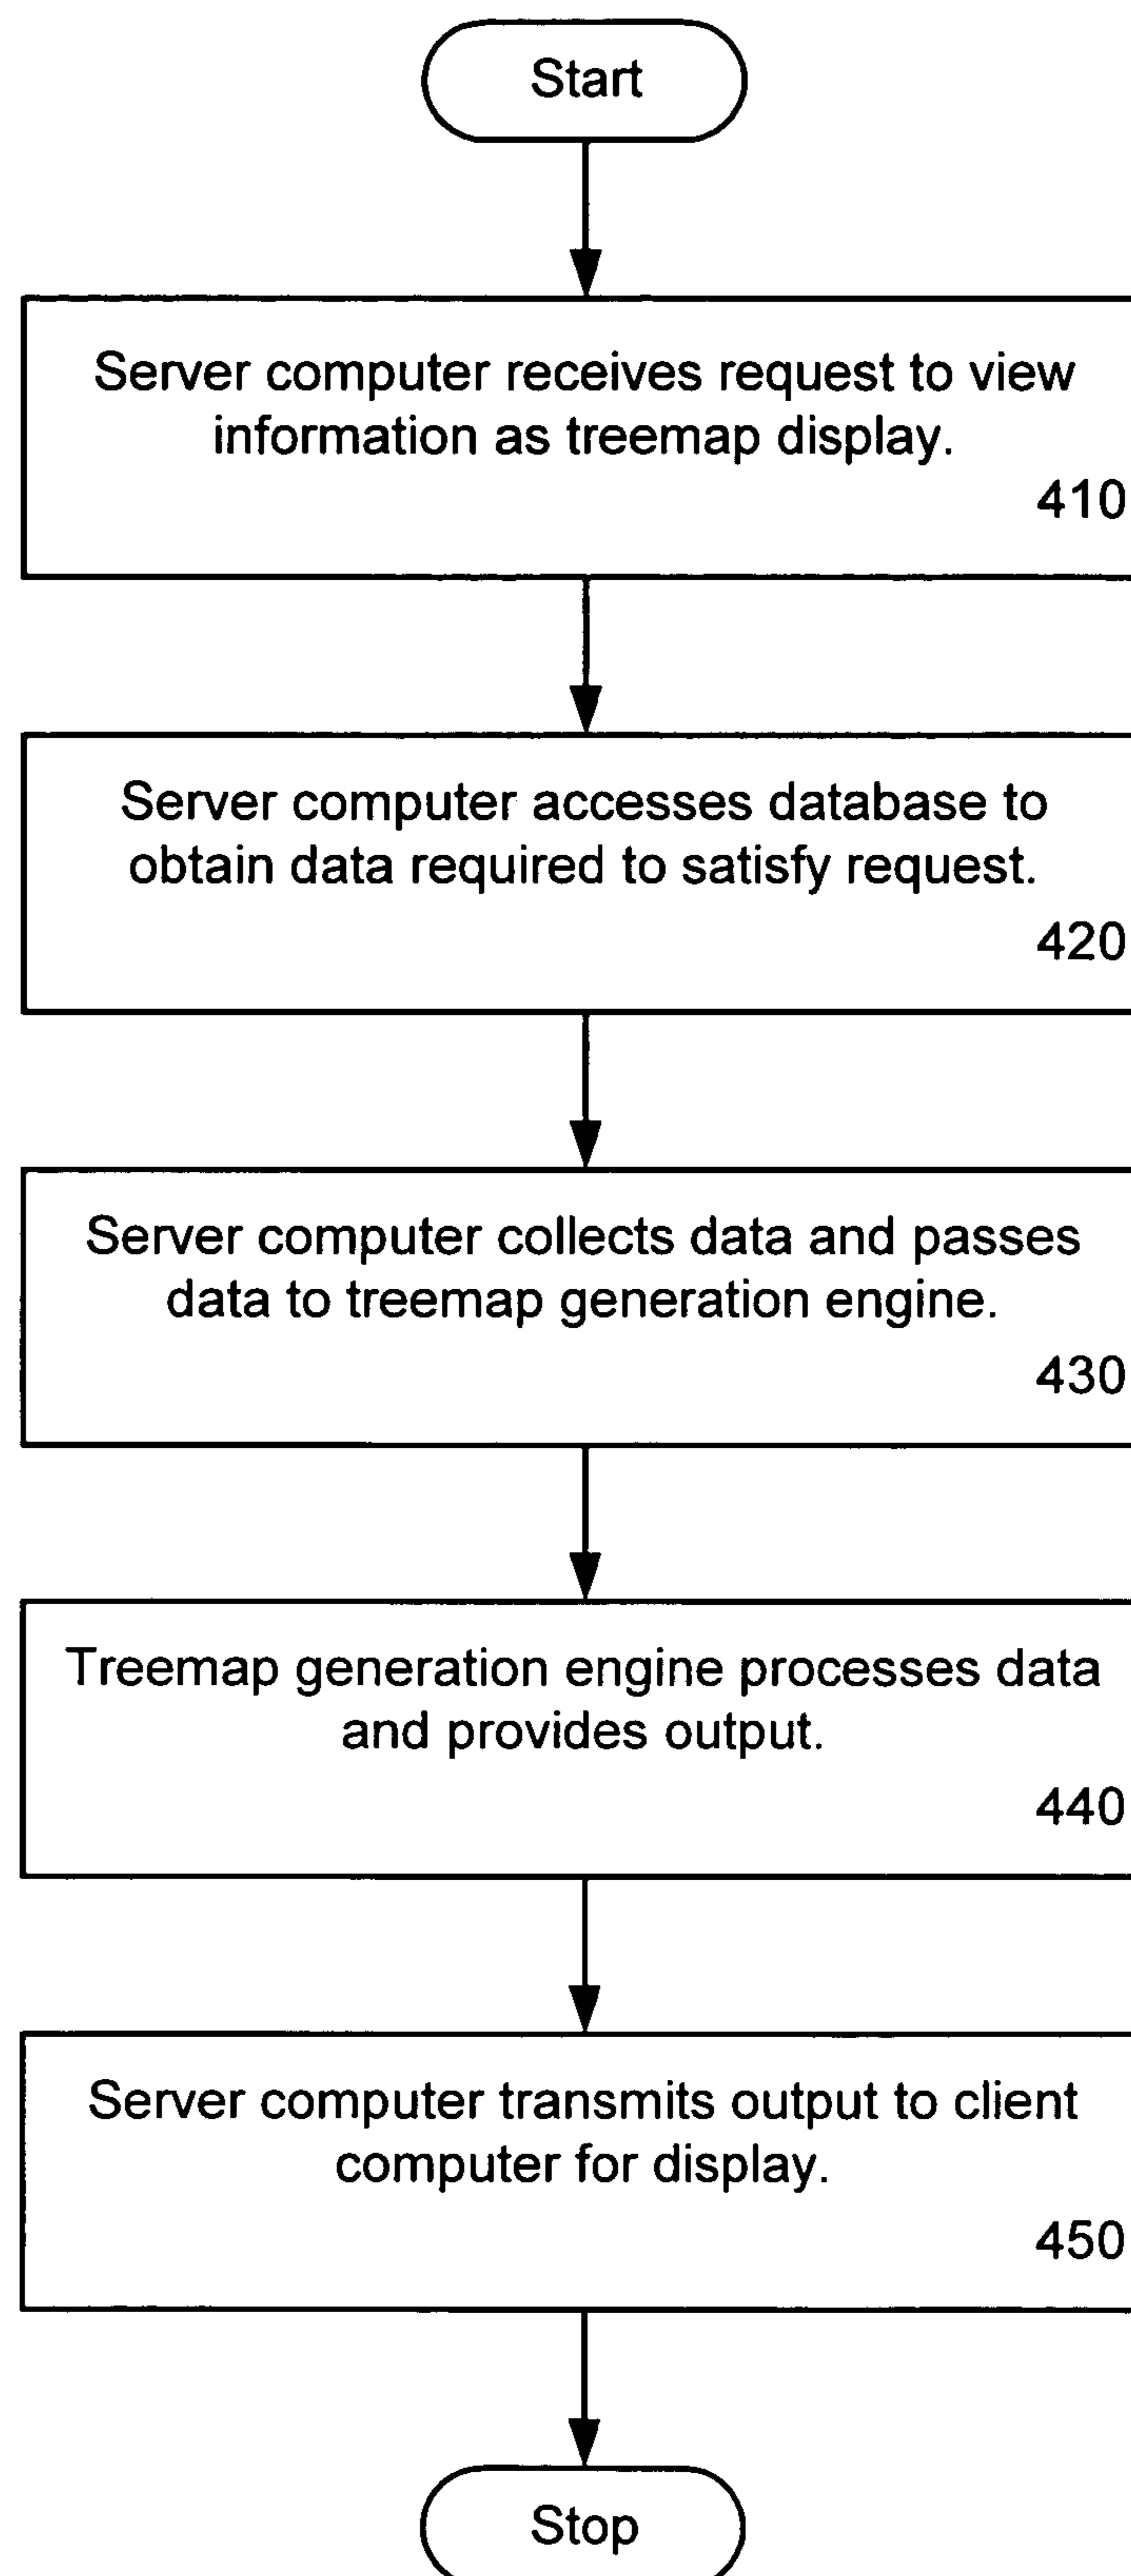 Start
Server computer receives request to view
information as treemap display.
410
Server computer accesses database to
obtain data required to satisfy request.
420
Server computer collects data and passes
data to treemap generation engine.
430
Treemap generation engine processes data
and provides output.
440
Server computer transmits output to client
computer for display.
450
Stop